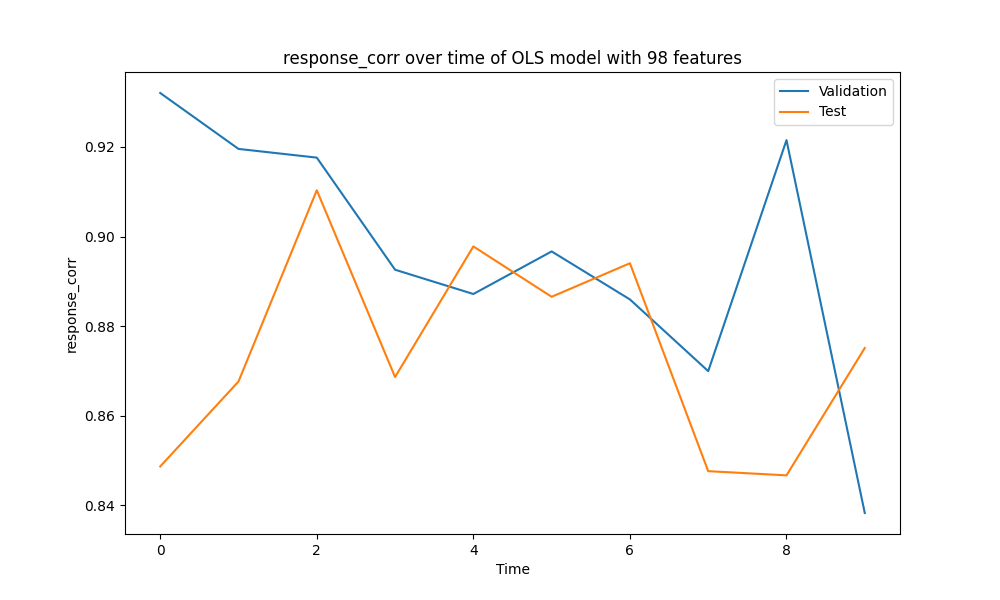 response_corr over time of OLS model with 98 features
Validation
Test
0.92
0.90
0.88
0.86
0.84
response_corr
0
2
4
6
8
Time